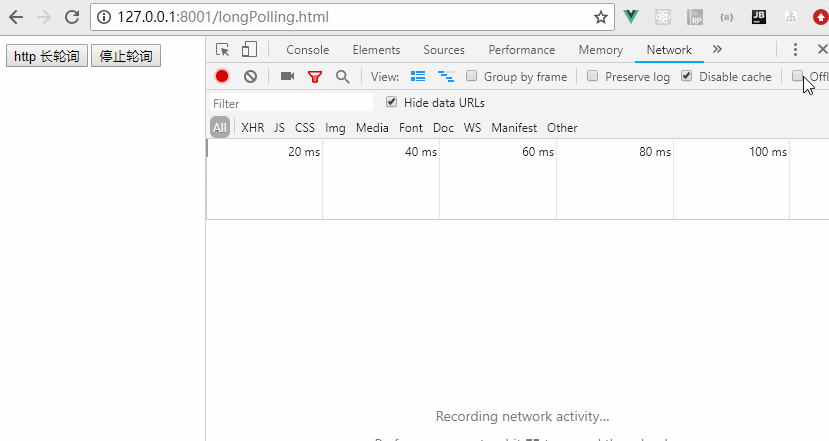 127.0.0.1:8001/longPolling.html
http 长轮询 停止轮询
Console Elements Sources Performance Memory Network
View: Group by frame Preserve log Disable cache
Filter Hide data URLs
All XHR JS CSS Img Media Font Doc WS Manifest Other
20 ms 40 ms 60 ms 80 ms 100 ms
Recording network activity…